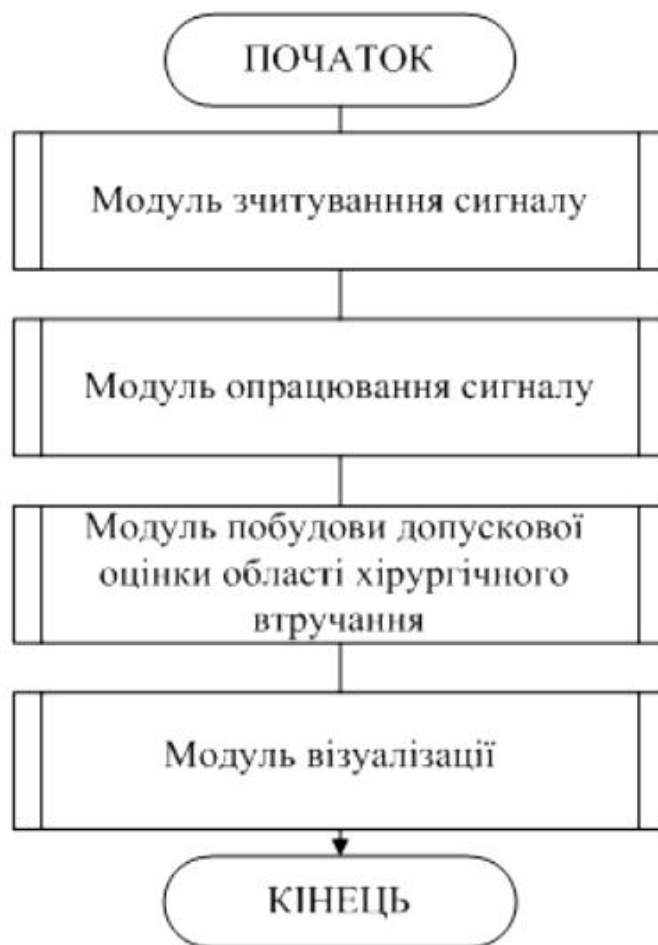 ПОЧАТОК
Модуль зчитуванння сигналу
Модуль опрацювання сигналу
Модуль побудови допускової
оцінки області хірургічного
втручання
Модуль візуалізації
КІНЕЦЬ